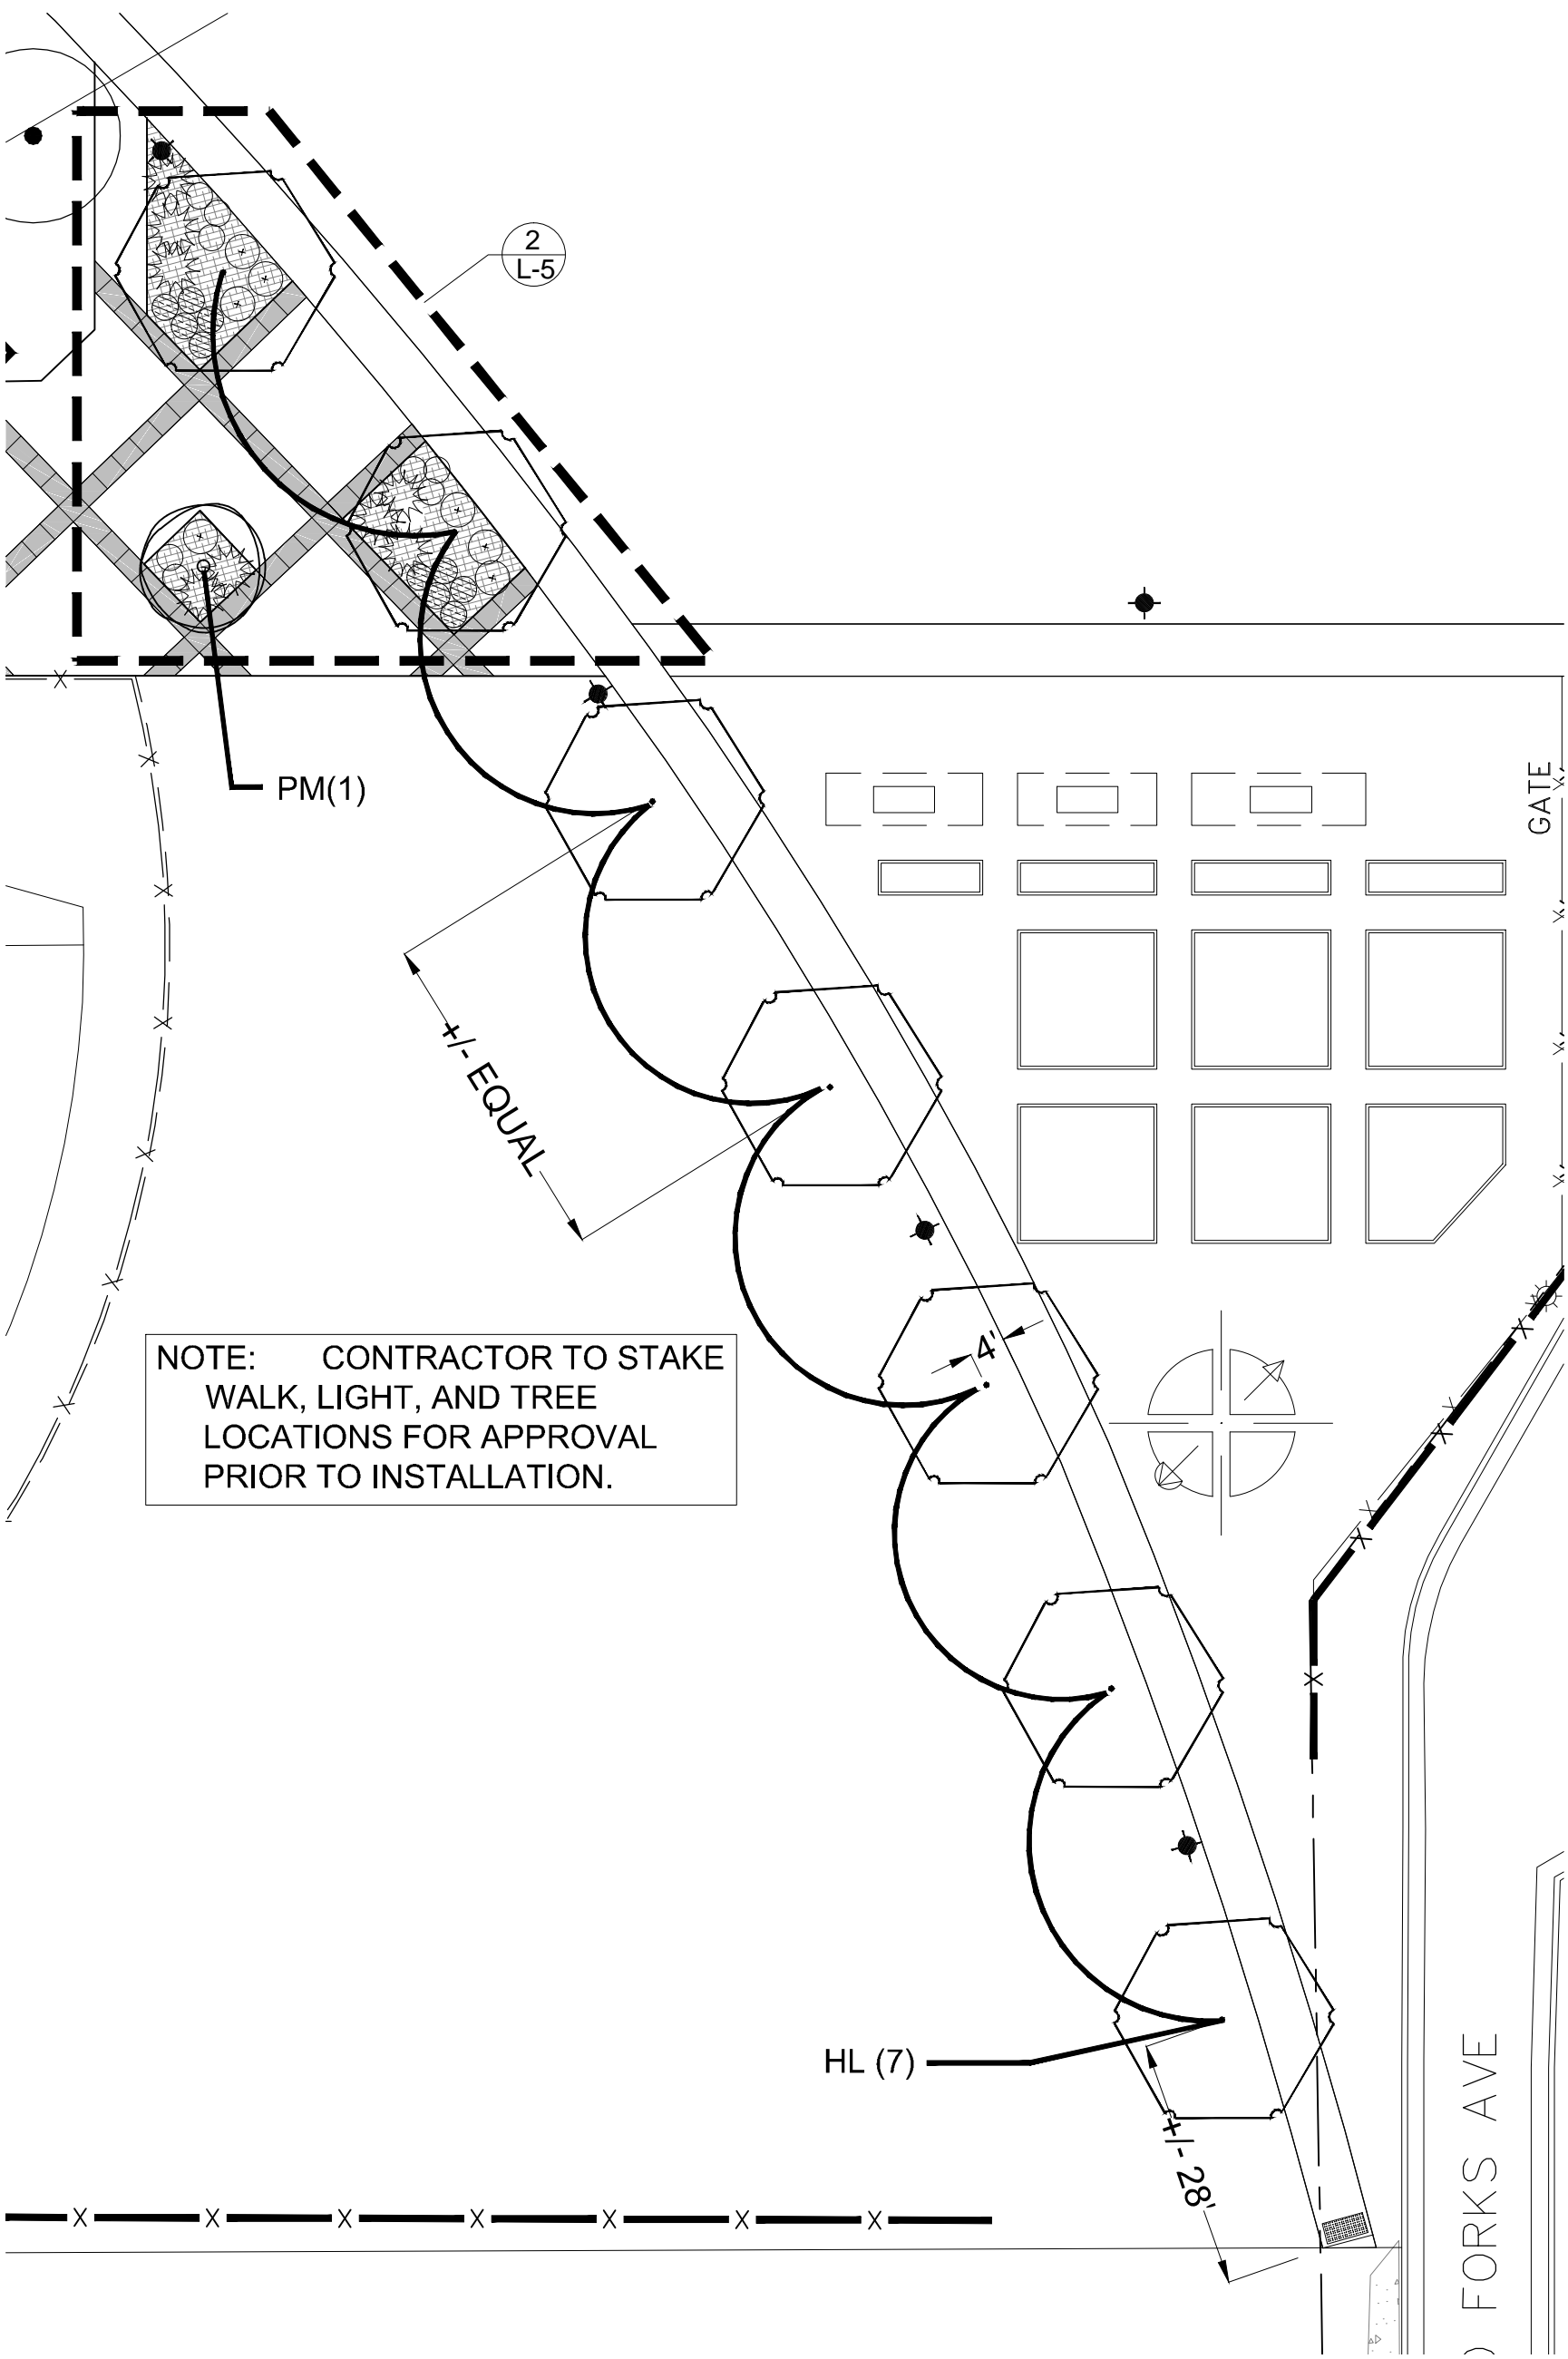 2
L-5
PM(1)
GATE
+/- EQUAL
4'
NOTE: CONTRACTOR TO STAKE
WALK, LIGHT, AND TREE
LOCATIONS FOR APPROVAL
PRIOR TO INSTALLATION.
HL (7)
+/- 28'
FORKS AVE